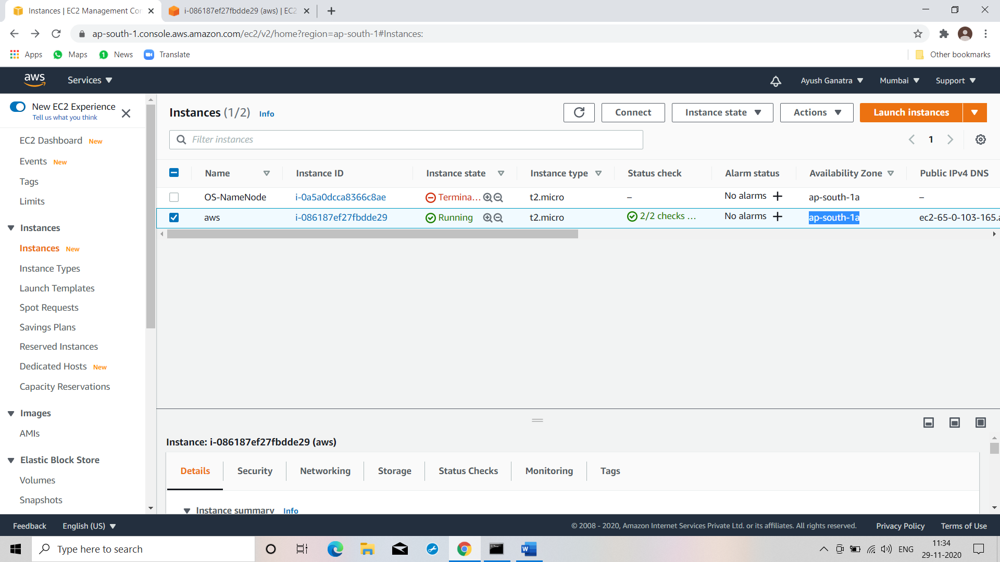 Instances | EC2 Management Con
i-086187ef27fbdde29 (aws) | EC2
ap-south-1.console.aws.amazon.com/ec2/v2/home?region=ap-south-1#Instances:
Apps Maps 1 News Translate Other bookmarks
aws Services Ayush Ganatra Mumbai Support
New EC2 Experience
Tell us what you think
EC2 Dashboard New
Events New
Tags
Limits
Instances
Instances New
Instance Types
Launch Templates
Spot Requests
Savings Plans
Reserved Instances
Dedicated Hosts New
Capacity Reservations
Images
AMIs
Elastic Block Store
Volumes
Snapshots
Instances (1/2) Info
Connect Instance state Actions Launch instances
Filter instances
1
Name Instance ID Instance state Instance type Status check Alarm status Availability Zone Public IPv4 DNS
OS-NameNode i-0a5a0dcca8366c8ae Termina... t2.micro – No alarms + ap-south-1a –
aws i-086187ef27fbdde29 Running t2.micro 2/2 checks ... No alarms + ap-south-1a ec2-65-0-103-165.a
Instance: i-086187ef27fbdde29 (aws)
Details Security Networking Storage Status Checks Monitoring Tags
Instance summary Info
Feedback English (US) © 2008 - 2020, Amazon Internet Services Private Ltd. or its affiliates. All rights reserved. Privacy Policy Terms of Use
Type here to search
W
ENG
11:34
29-11-2020